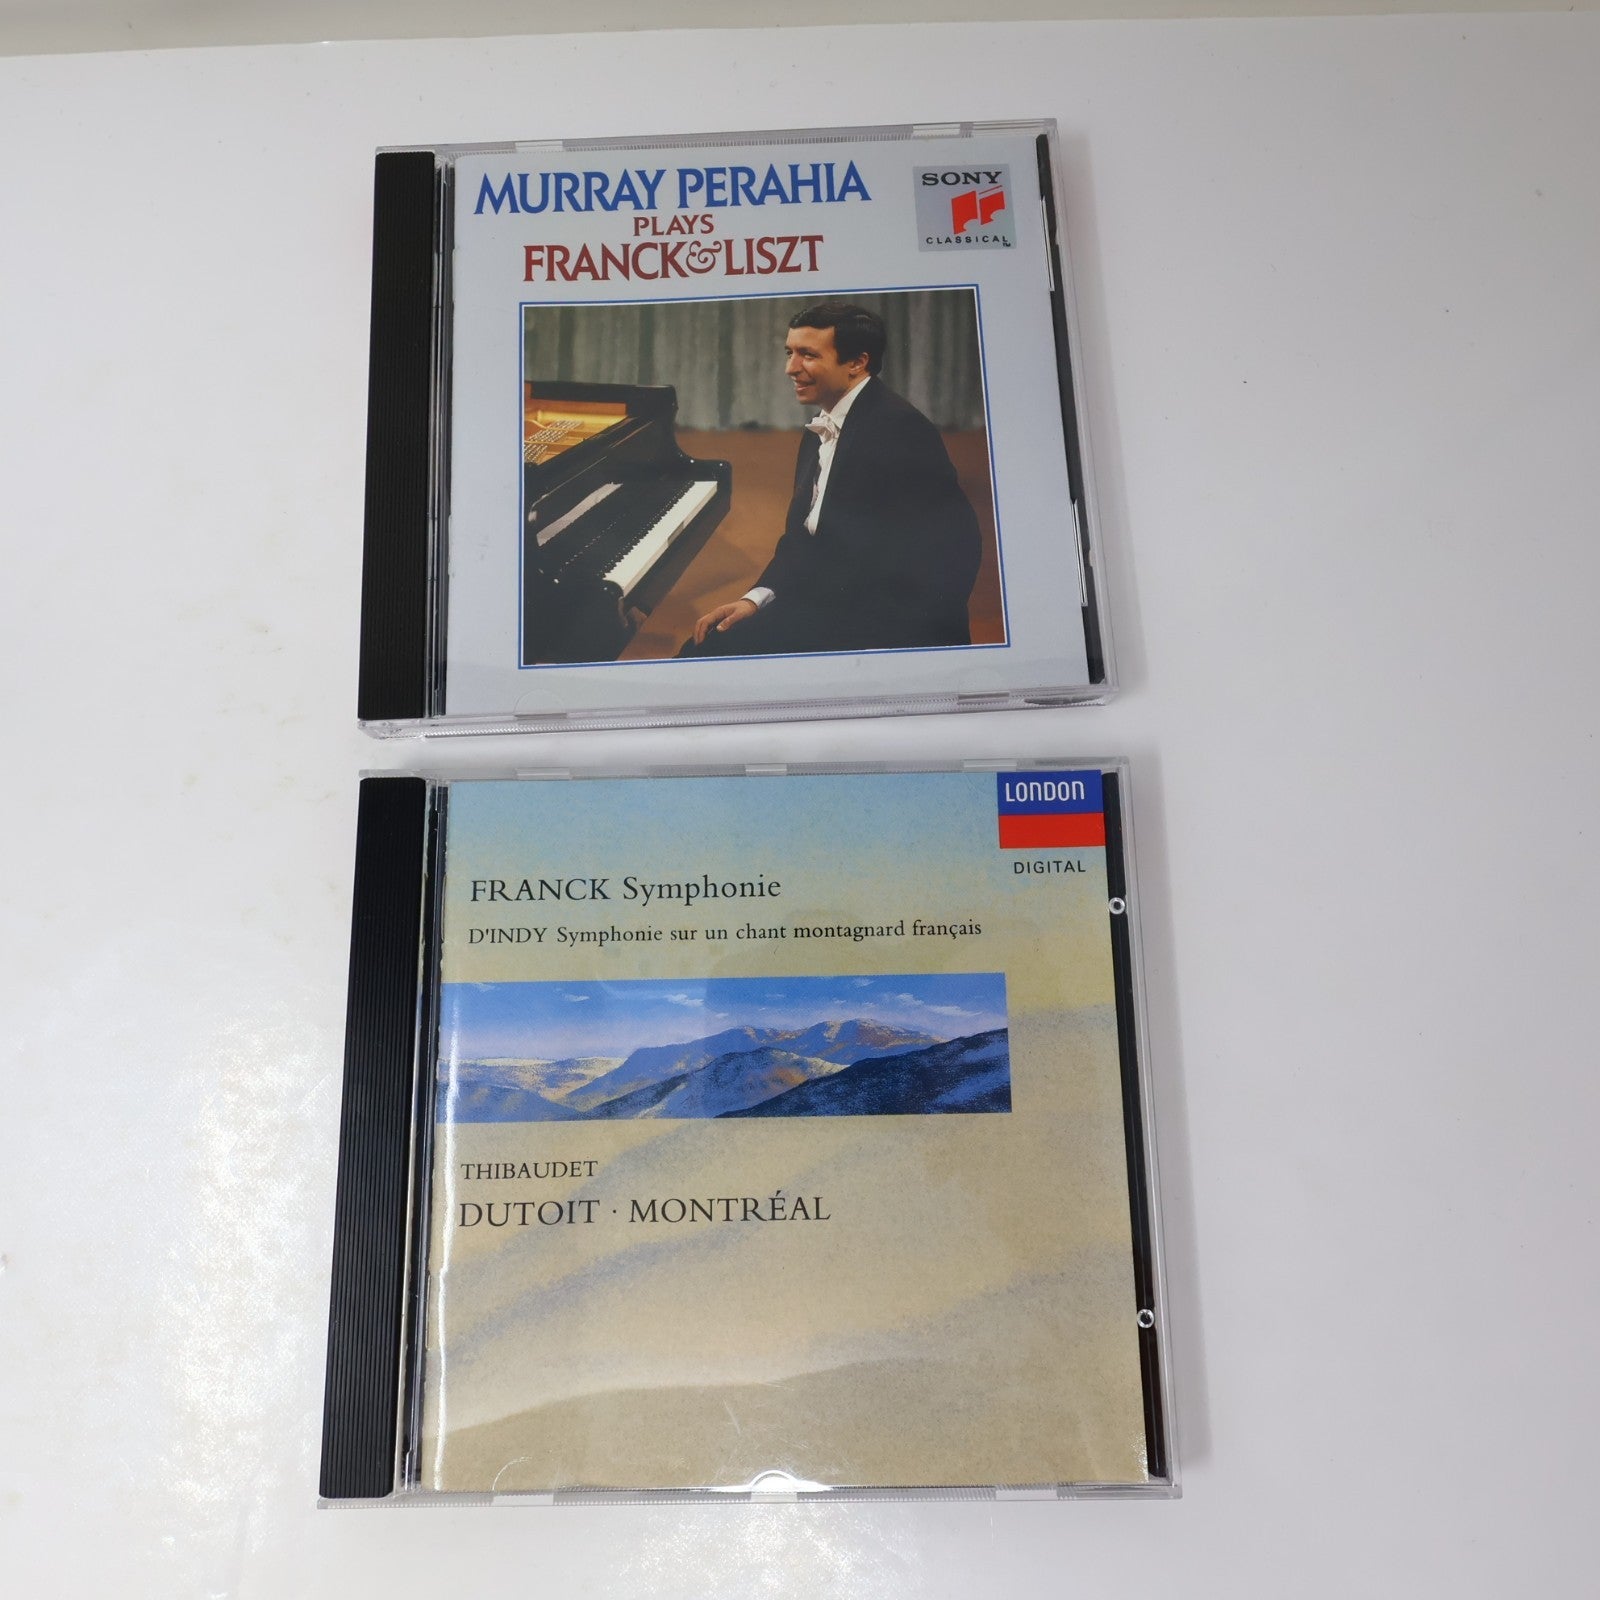 MURRAY PERAHIA
PLAYS
FRANCK & LISZT
SONY
CLASSICAL™
LONDON
DIGITAL
FRANCK Symphonie
D'INDY Symphonie sur un chant montagnard français
THIBAUDET
DUTOIT · MONTRÉAL